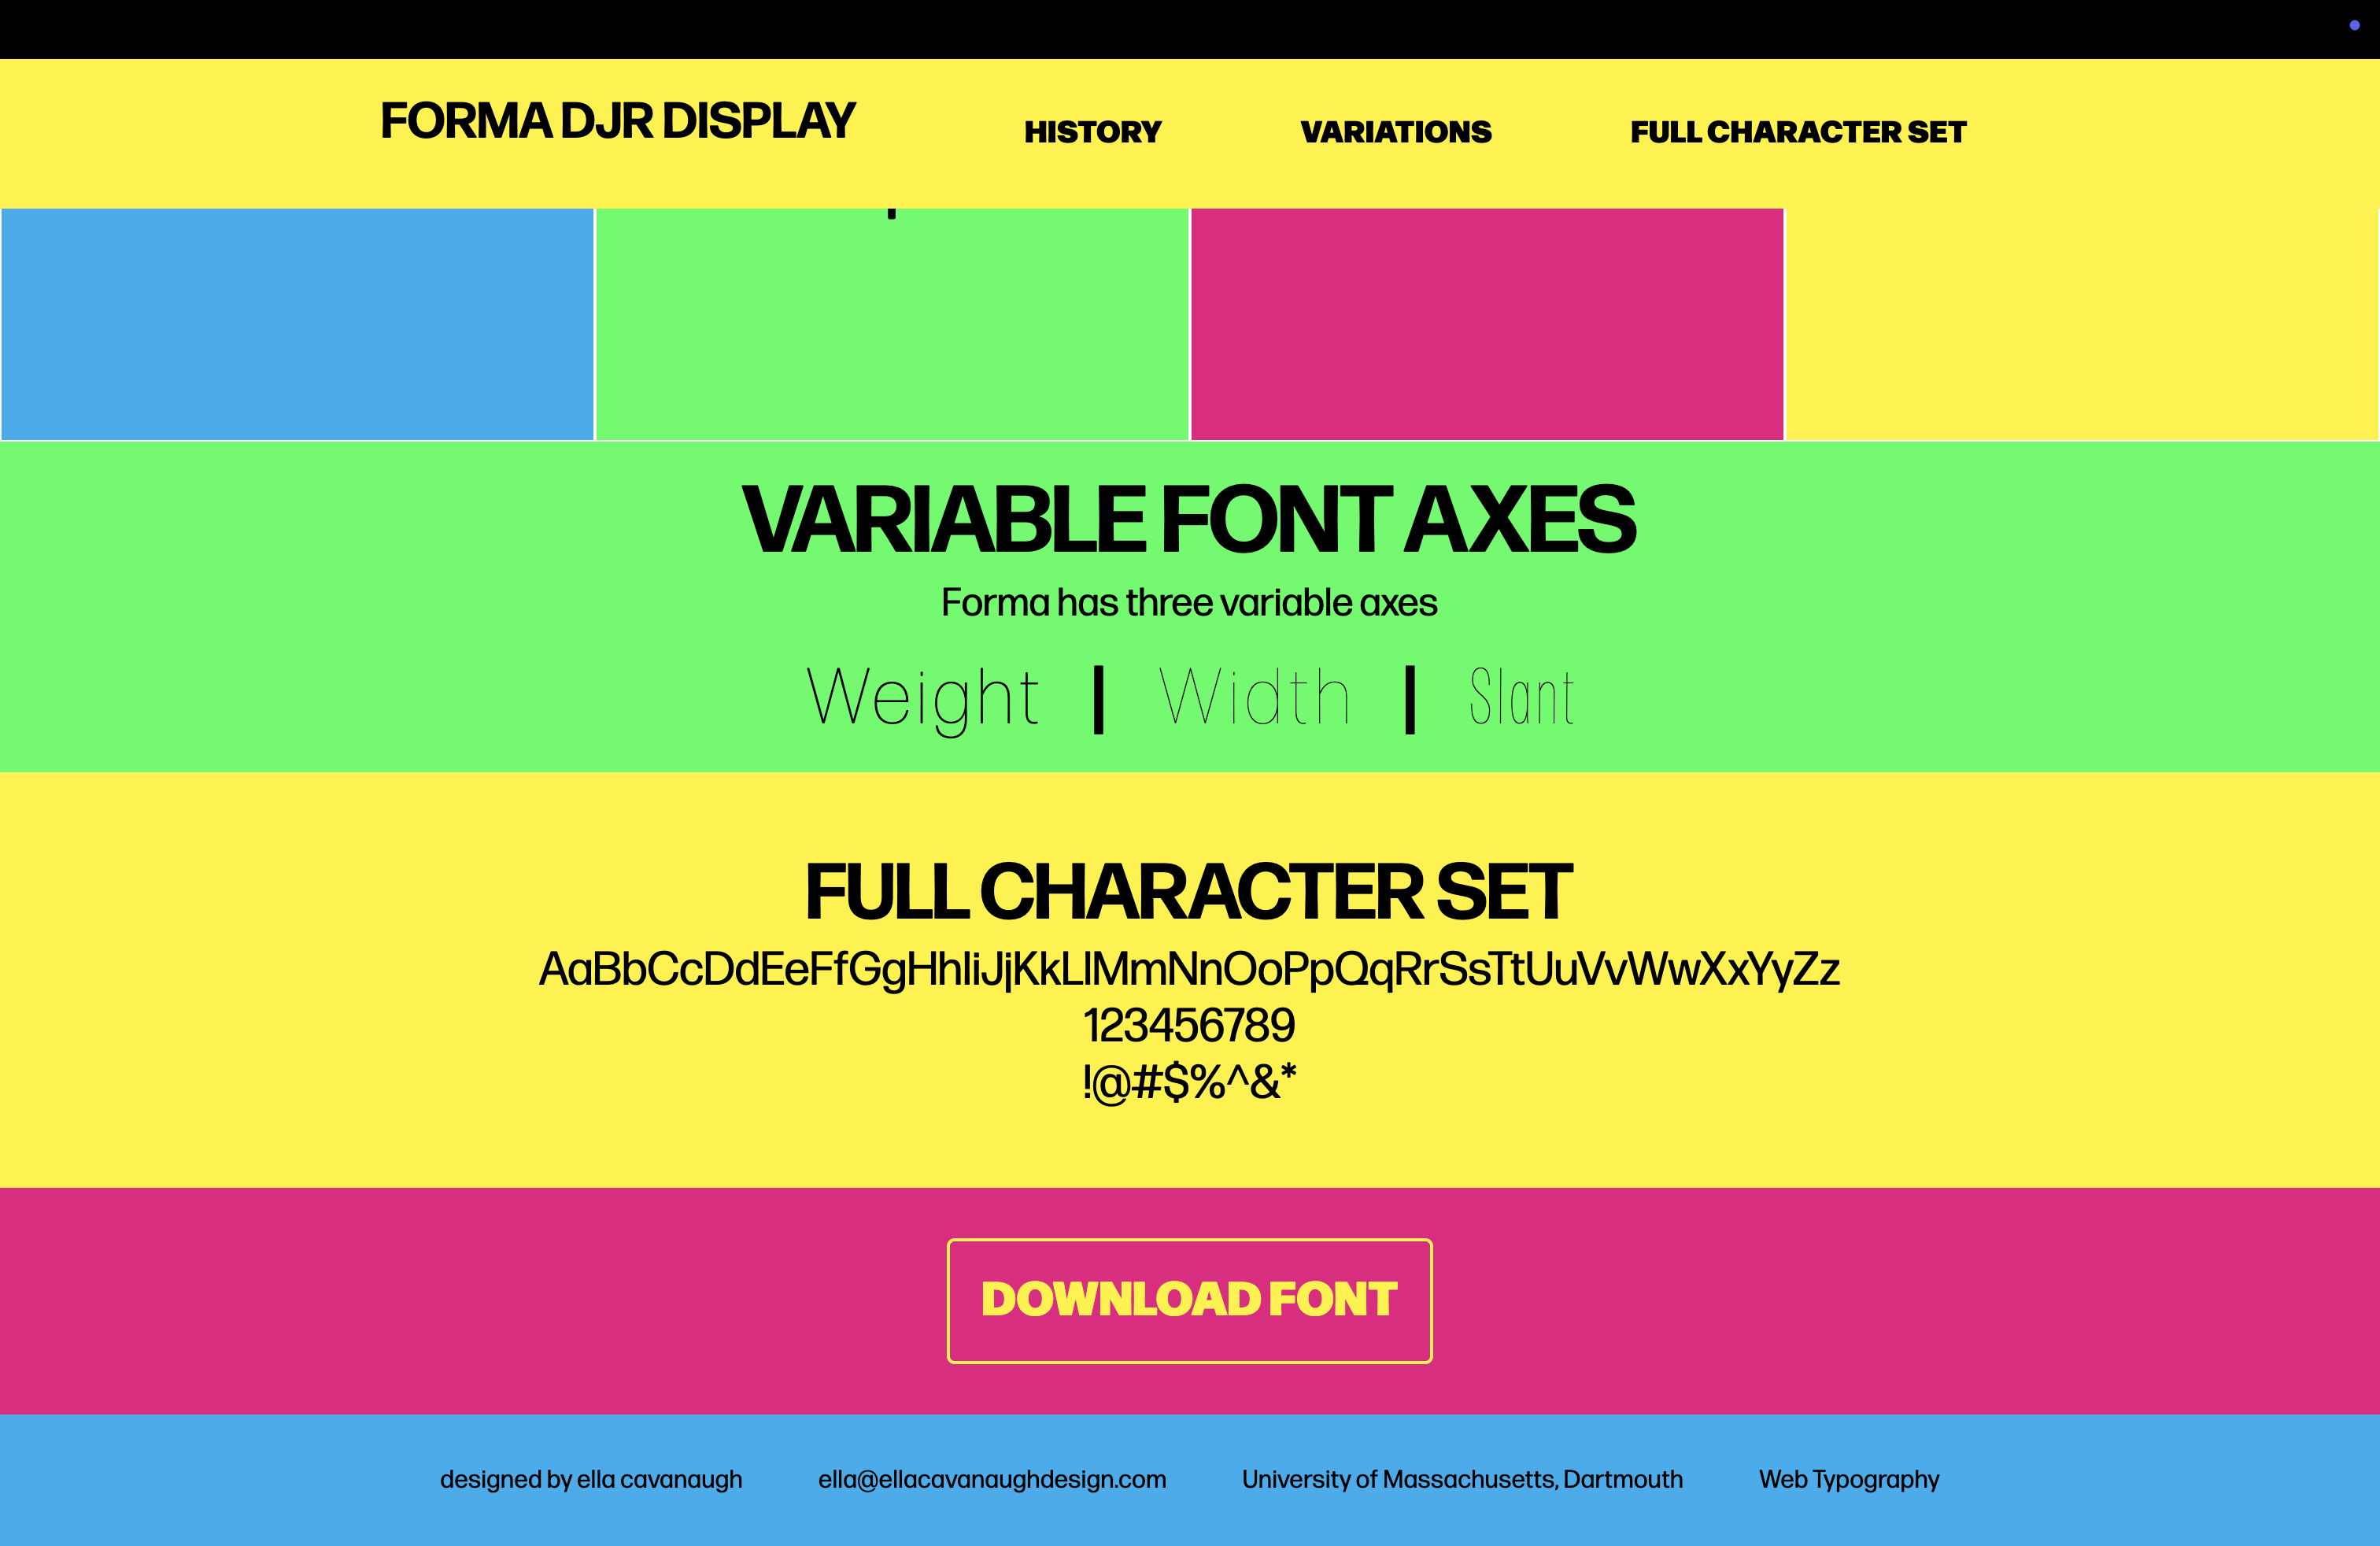 FORMA DJR DISPLAY HISTORY VARIATIONS FULL CHARACTER SET
VARIABLE FONT AXES
Forma has three variable axes
Weight | Width | Slant
FULL CHARACTER SET
AaBbCcDdEeFfGgHhIiJjKkLlMmNnOoPpQqRrSsTtUuVvWwXxYyZz
123456789
!@#$%^&*
DOWNLOAD FONT
designed by ella cavanaugh ella@ellacavanaughdesign.com University of Massachusetts, Dartmouth Web Typography